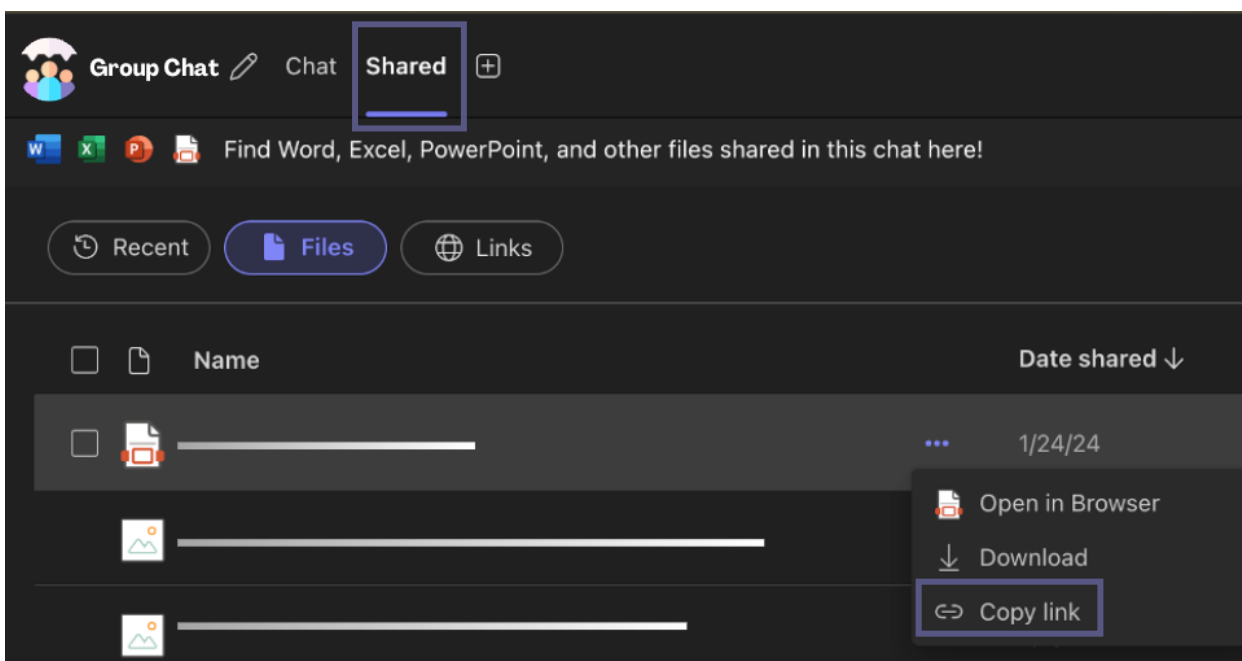 Group Chat Chat Shared
W X P Find Word, Excel, PowerPoint, and other files shared in this chat here!
Recent Files Links
Name Date shared
1/24/24
Open in Browser
Download
Copy link